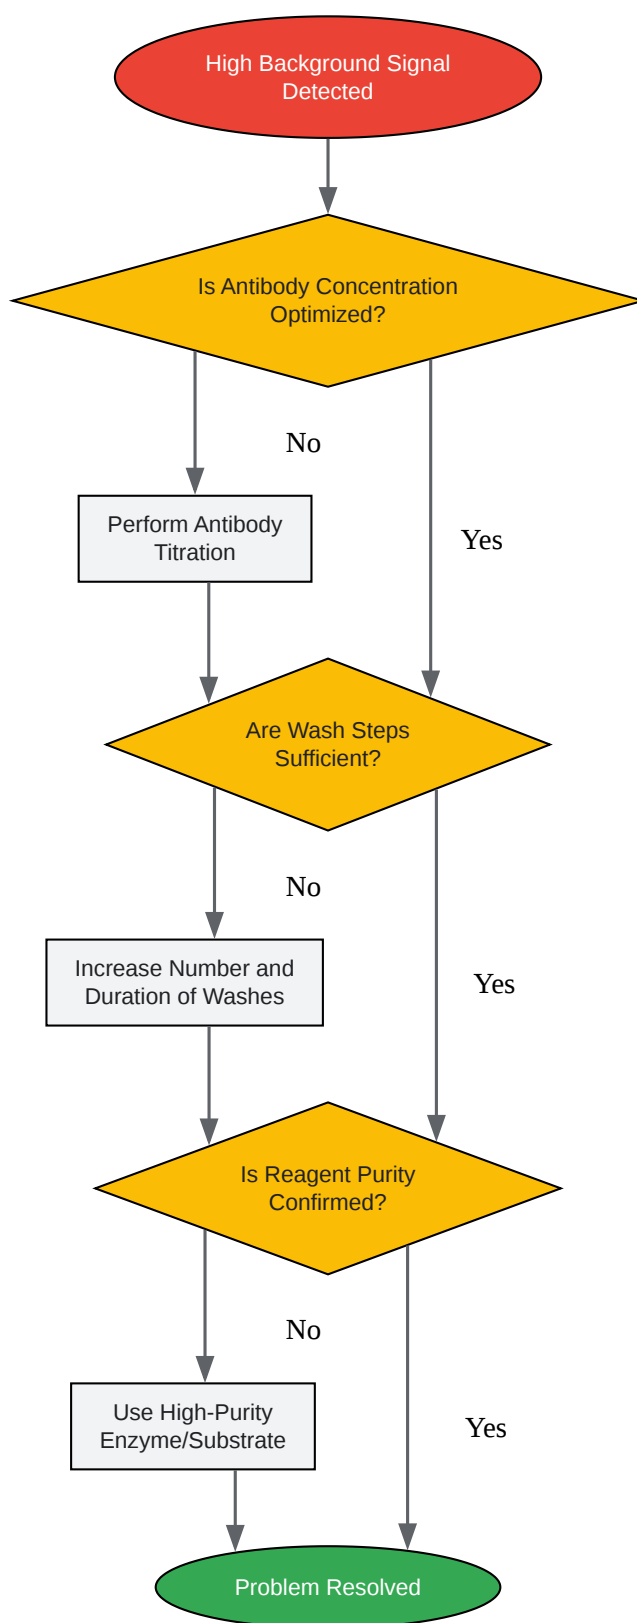 High Background Signal
Detected
Is Antibody Concentration
Optimized?
No
Perform Antibody
Titration
Yes
Are Wash Steps
Sufficient?
No
Increase Number and
Duration of Washes
Yes
Is Reagent Purity
Confirmed?
No
Use High-Purity
Enzyme/Substrate
Yes
Problem Resolved